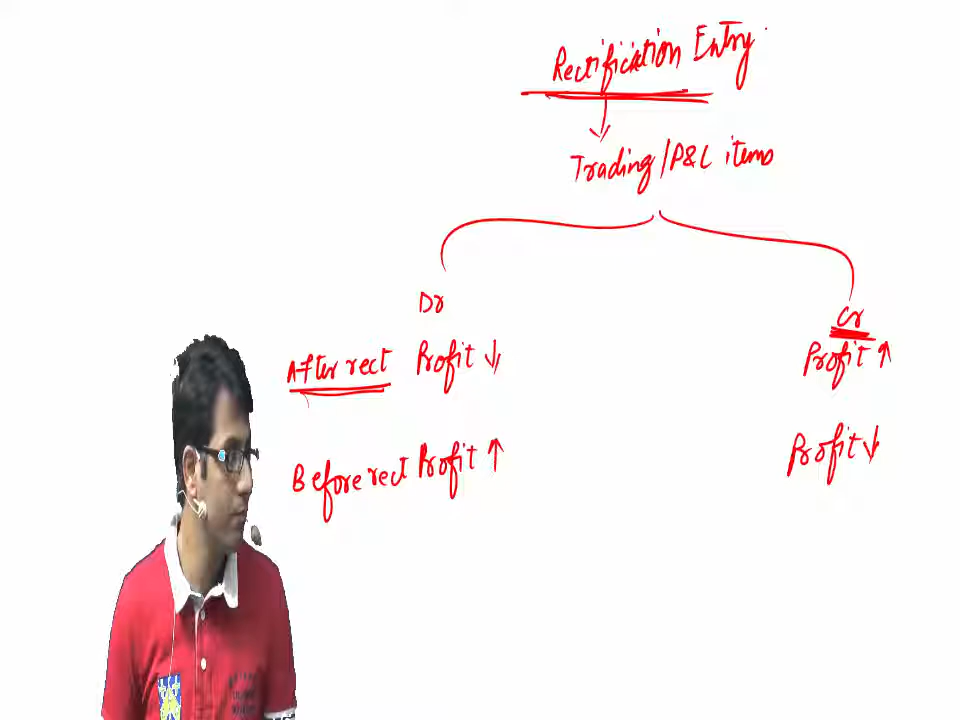 Rectification Entry
Trading/P&L items
Dr
Cr
After rect Profit ↓
Profit ↑
Before rect Profit ↑
Profit ↓